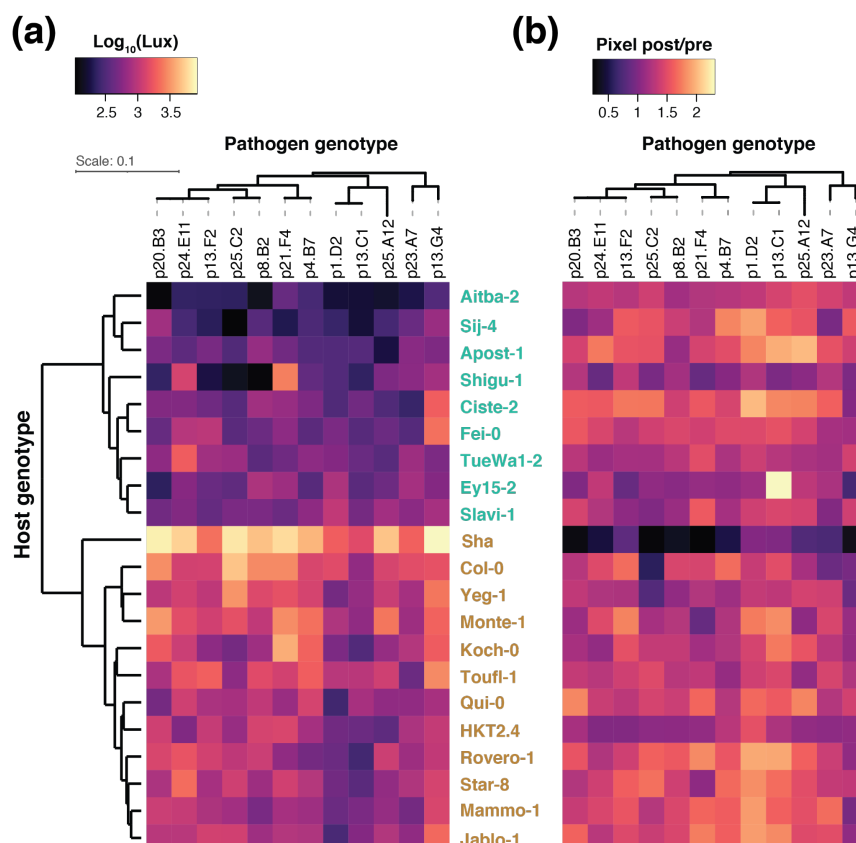 (a)
Log₁₀(Lux)
2.5 3 3.5
Pathogen genotype
Scale: 0.1
p20.B3 p24.E11 p13.F2 p25.C2 p8.B2 p21.F4 p4.B7 p1.D2 p13.C1 p25.A12 p23.A7 p13.G4
Host genotype
Aitba-2
Sij-4
Apost-1
Shigu-1
Ciste-2
Fei-0
TueWa1-2
Ey15-2
Slavi-1
Sha
Col-0
Yeg-1
Monte-1
Koch-0
Toufl-1
Qui-0
HKT2.4
Rovero-1
Star-8
Mammo-1
Jablo-1
(b)
Pixel post/pre
0.5 1 1.5 2
Pathogen genotype
p20.B3 p24.E11 p13.F2 p25.C2 p8.B2 p21.F4 p4.B7 p1.D2 p13.C1 p25.A12 p23.A7 p13.G4